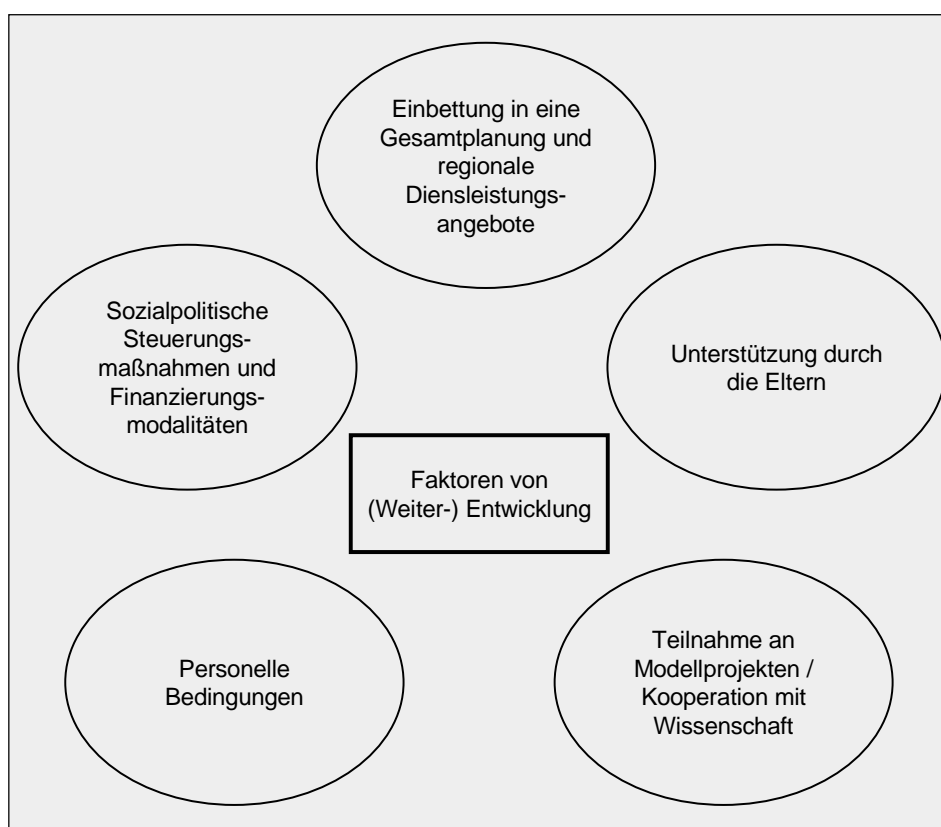 Einbettung in eine
Gesamtplanung und
regionale
Diensleistungs-
angebote
Sozialpolitische
Steuerungs-
maßnahmen und
Finanzierungs-
modalitäten
Unterstützung durch
die Eltern
Faktoren von
(Weiter-) Entwicklung
Personelle
Bedingungen
Teilnahme an
Modellprojekten /
Kooperation mit
Wissenschaft